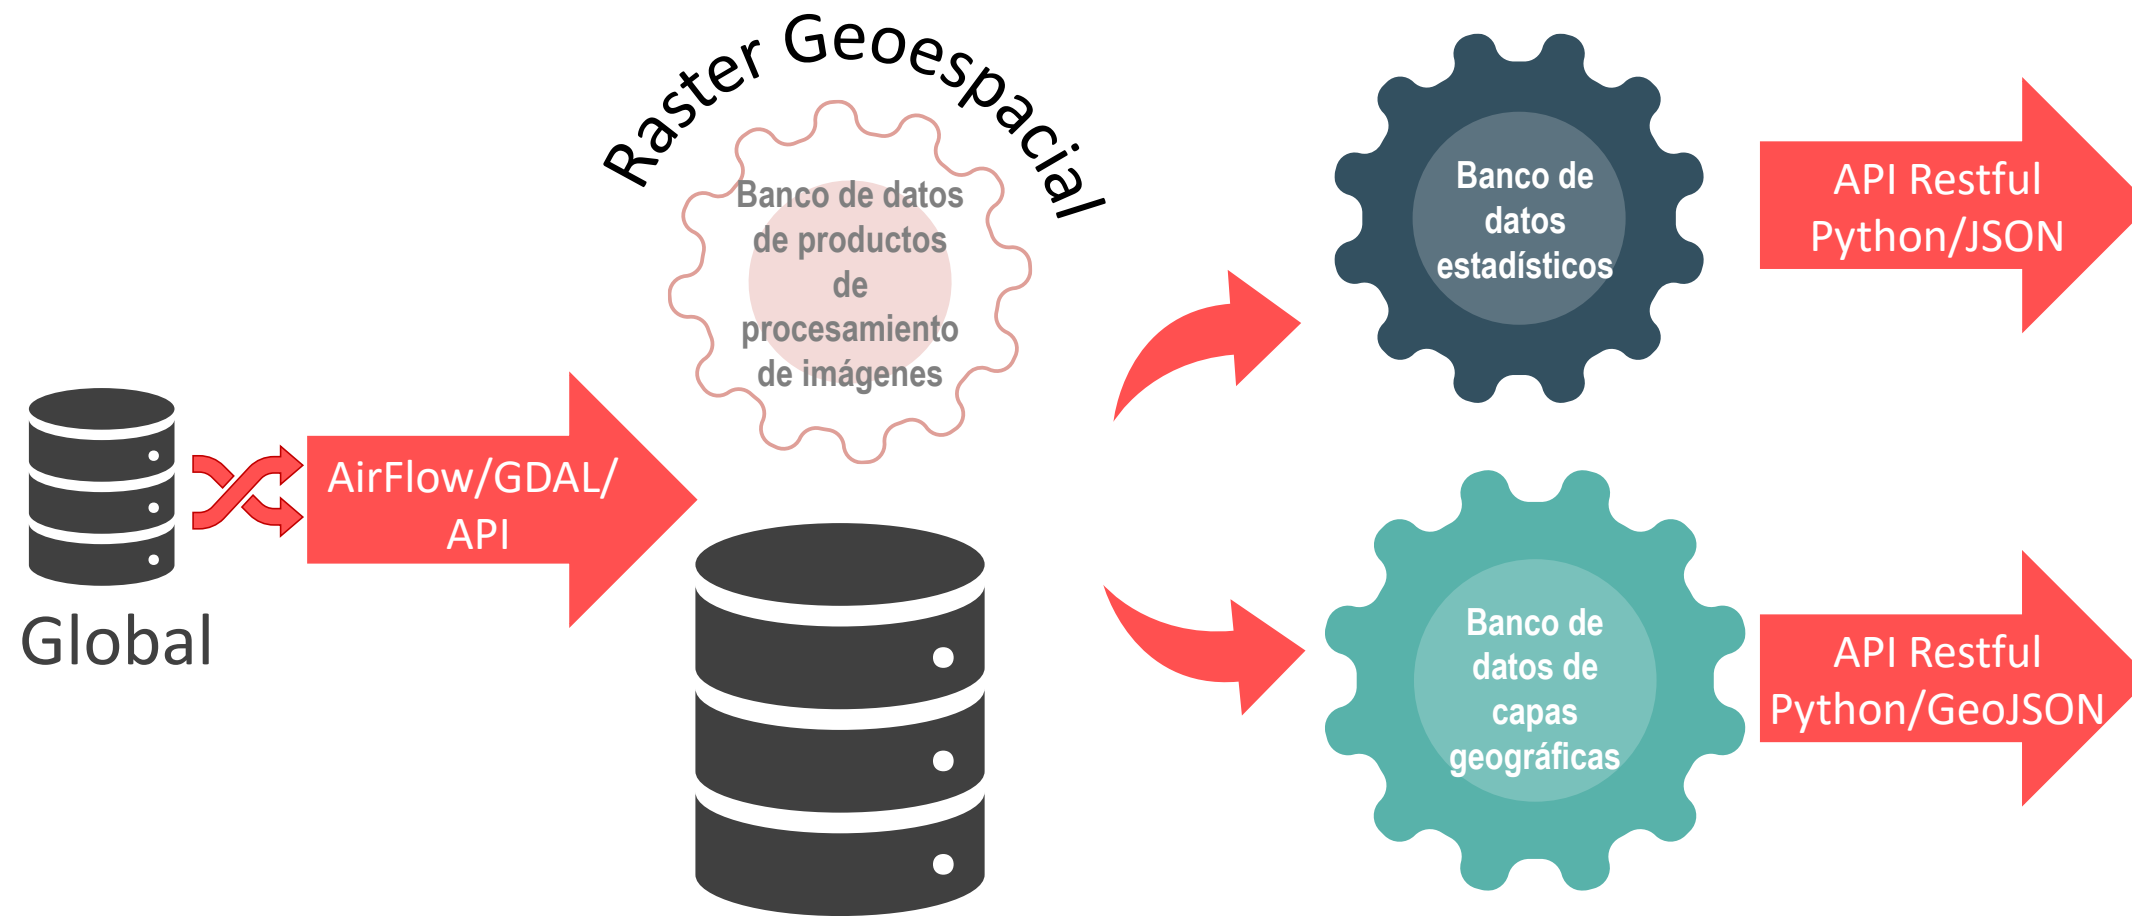 Global
AirFlow/GDAL/
API
Raster Geoespacial
Banco de datos
de productos
de
procesamiento
de imágenes
Banco de
datos
estadísticos
API Restful
Python/JSON
Banco de
datos de
capas
geográficas
API Restful
Python/GeoJSON